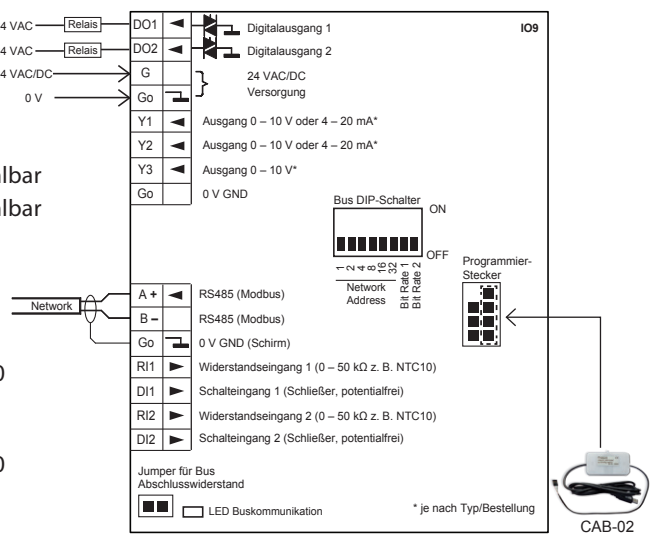 4 VAC Relais DO1 Digitalausgang 1 IO9
4 VAC Relais DO2 Digitalausgang 2
4 VAC/DC G 24 VAC/DC
0 V Go Versorgung
Y1 Ausgang 0 – 10 V oder 4 – 20 mA*
Y2 Ausgang 0 – 10 V oder 4 – 20 mA*
Y3 Ausgang 0 – 10 V*
lbar
Go 0 V GND
lbar
Bus DIP-Schalter
ON
OFF
1 2 4 8 16 32 Bit Rate 1 Bit Rate 2
Network
Address
Programmier-
Stecker
Network
A + RS485 (Modbus)
B – RS485 (Modbus)
Go 0 V GND (Schirm)
RI1 Widerstandseingang 1 (0 – 50 kΩ z. B. NTC10)
0
DI1 Schalteingang 1 (Schließer, potentialfrei)
RI2 Widerstandseingang 2 (0 – 50 kΩ z. B. NTC10)
DI2 Schalteingang 2 (Schließer, potentialfrei)
0
Jumper für Bus
Abschlusswiderstand
LED Buskommunikation
* je nach Typ/Bestellung
CAB-02